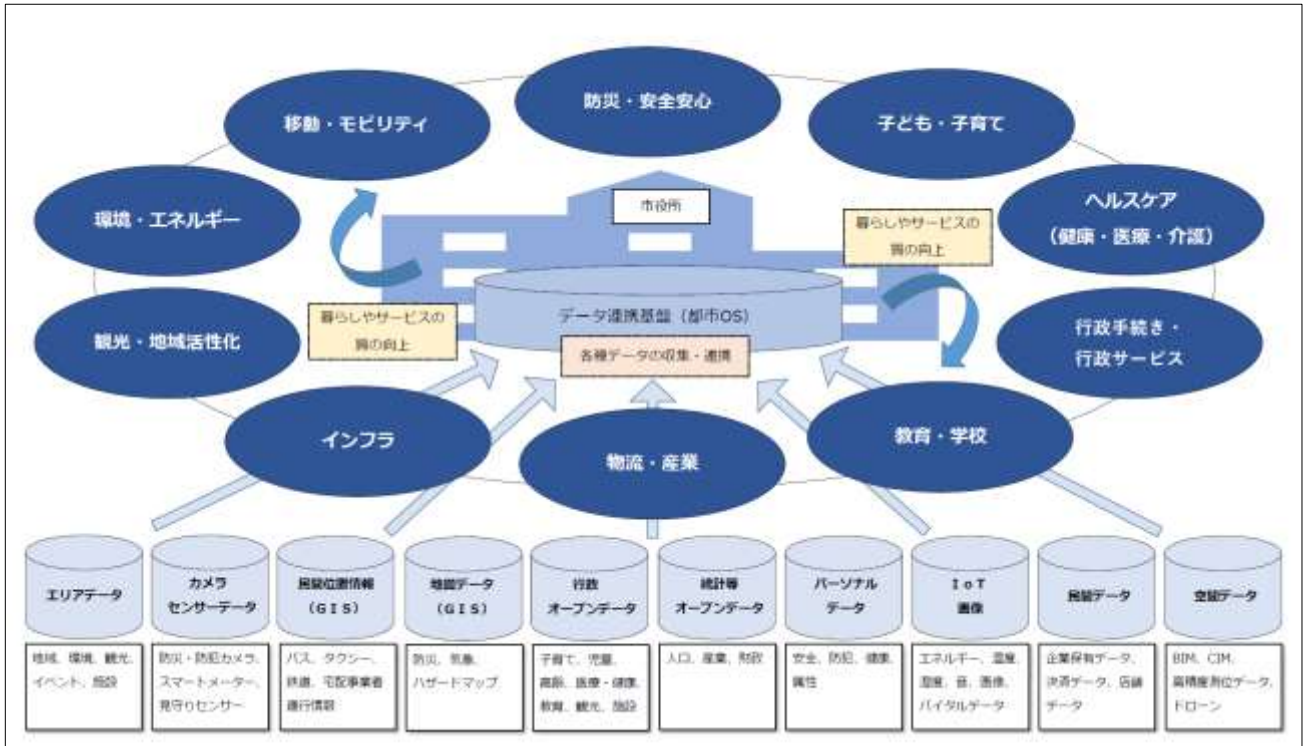 防災・安全安心
移動・モビリティ
子ども・子育て
環境・エネルギー
市役所
ヘルスケア
(健康・医療・介護)
暮らしやサービスの
質の向上
データ連携基盤(都市OS)
暮らしやサービスの
質の向上
各種データの収集・連携
観光・地域活性化
行政手続き・
行政サービス
インフラ
物流・産業
教育・学校
エリアデータ
地域、環境、観光、
イベント、施設
カメラ
センサーデータ
防災・防犯カメラ、
スマートメーター、
見守りセンサー
民間位置情報
(GIS)
バス、タクシー、
鉄道、宅配事業者
運行情報
地図データ
(GIS)
防災、気象、
ハザードマップ
行政
オープンデータ
子育て、児童、
高齢、医療・健康、
教育、観光、施設
統計等
オープンデータ
人口、産業、財政
パーソナル
データ
安全、防犯、健康、
属性
IoT
画像
エネルギー、温度、
湿度、音、画像、
バイタルデータ
民間データ
企業保有データ、
決済データ、店舗
データ
空間データ
BIM、CIM、
高精度測位データ、
ドローン